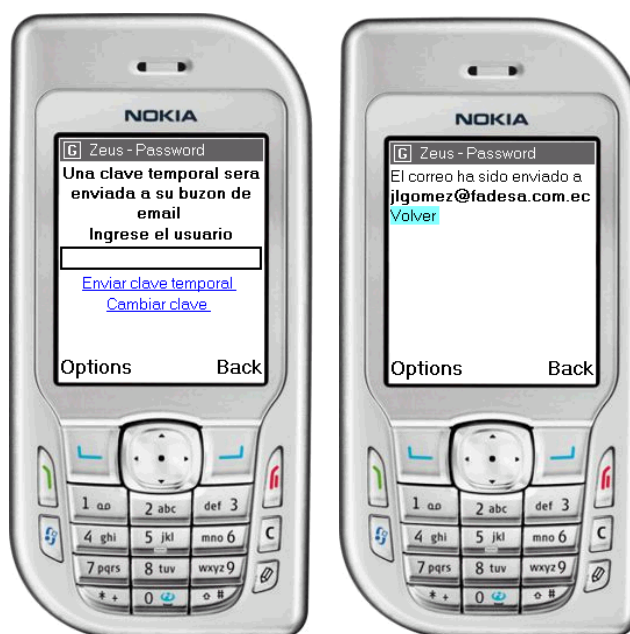 NOKIA
G Zeus - Password
Una clave temporal sera
enviada a su buzon de
email
Ingrese el usuario
Enviar clave temporal
Cambiar clave
Options Back
1
2 abc
def 3
4 ghi
5 jkl
mno 6
C
7 pqrs
8 tuv
wxyz 9
* +
0
#
NOKIA
G Zeus - Password
El correo ha sido enviado a
jlgomez@fadesa.com.ec
Volver
Options Back
1
2 abc
def 3
4 ghi
5 jkl
mno 6
C
7 pqrs
8 tuv
wxyz 9
* +
0
#